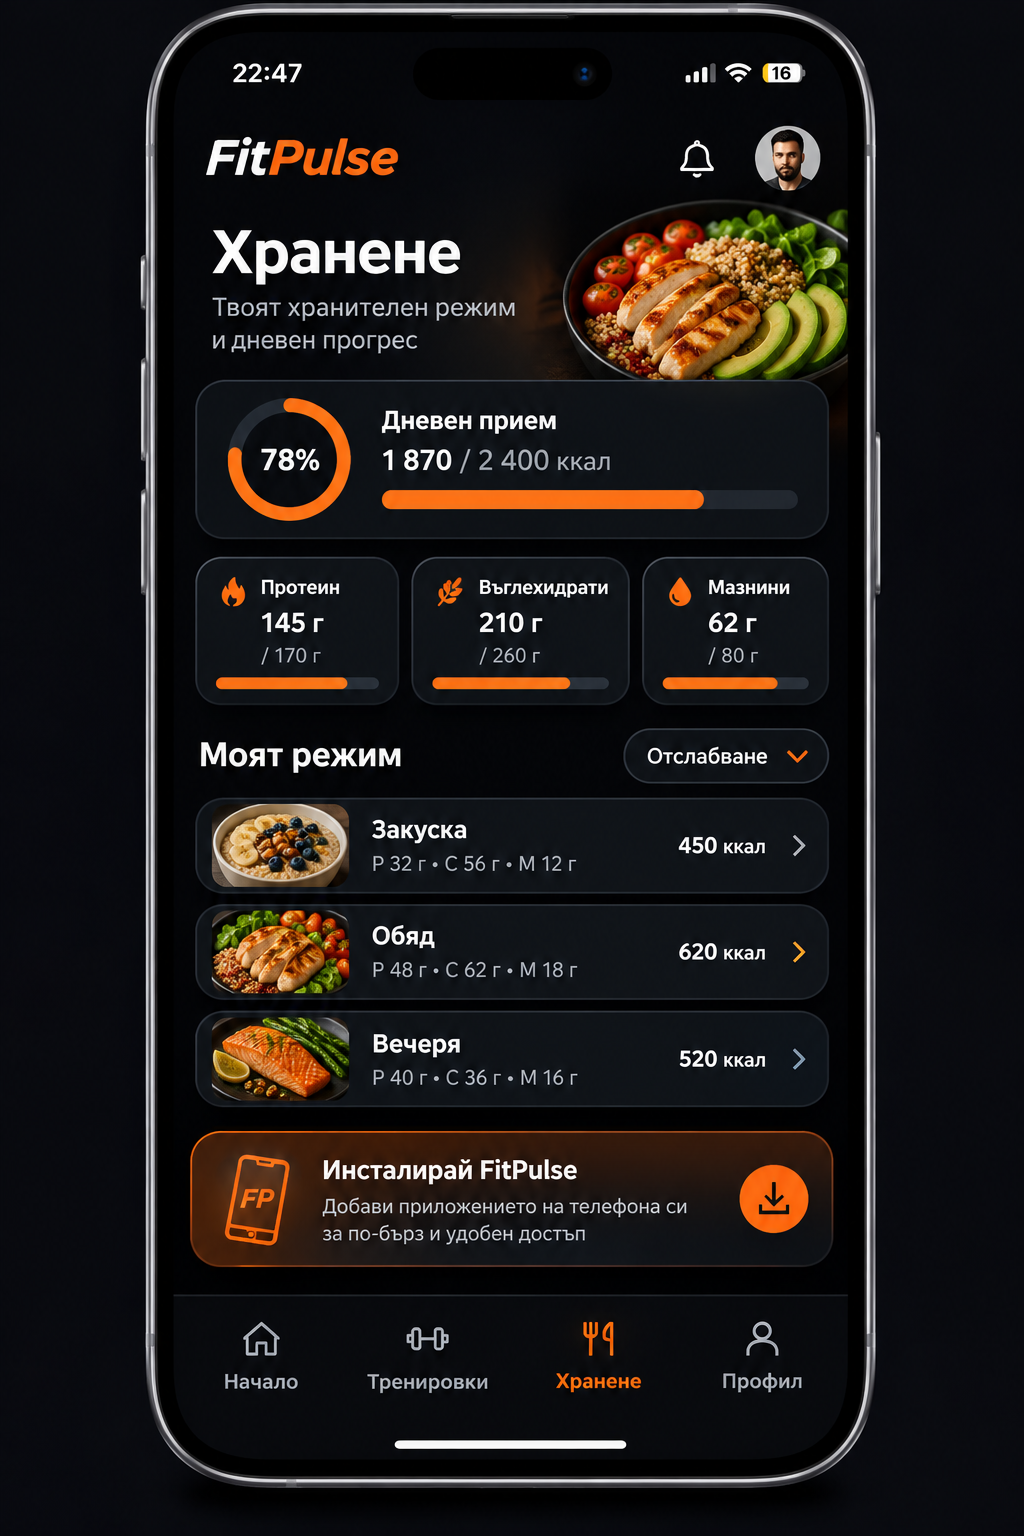 22:47
16
FitPulse
Хранене
Твоят хранителен режим
и дневен прогрес
78%
Дневен прием
1 870 / 2 400 ккал
Протеин
145 г
/ 170 г
Въглехидрати
210 г
/ 260 г
Мазнини
62 г
/ 80 г
Моят режим
Отслабване
Закуска
Р 32 г • С 56 г • М 12 г
450 ккал
Обяд
Р 48 г • С 62 г • М 18 г
620 ккал
Вечеря
Р 40 г • С 36 г • М 16 г
520 ккал
FP
Инсталирай FitPulse
Добави приложението на телефона си
за по-бърз и удобен достъп
Начало
Тренировки
Хранене
Профил